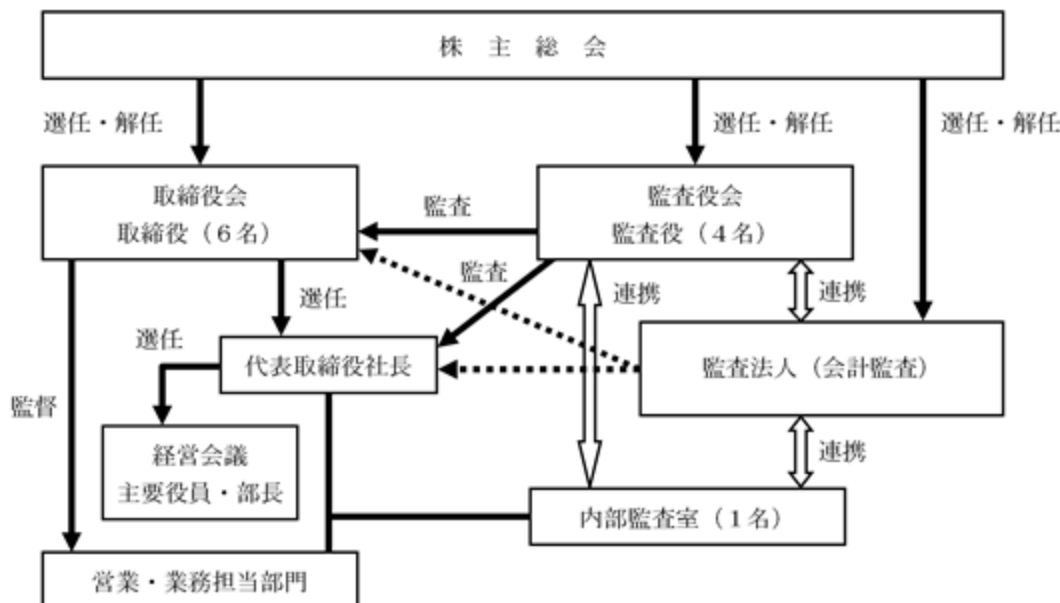 株 主 総 会
選任・解任
選任・解任
選任・解任
取締役会
取締役（６名）
監査
監査役会
監査役（４名）
監査
選任
連携
連携
選任
代表取締役社長
監査法人（会計監査）
監督
経営会議
主要役員・部長
連携
内部監査室（１名）
営業・業務担当部門